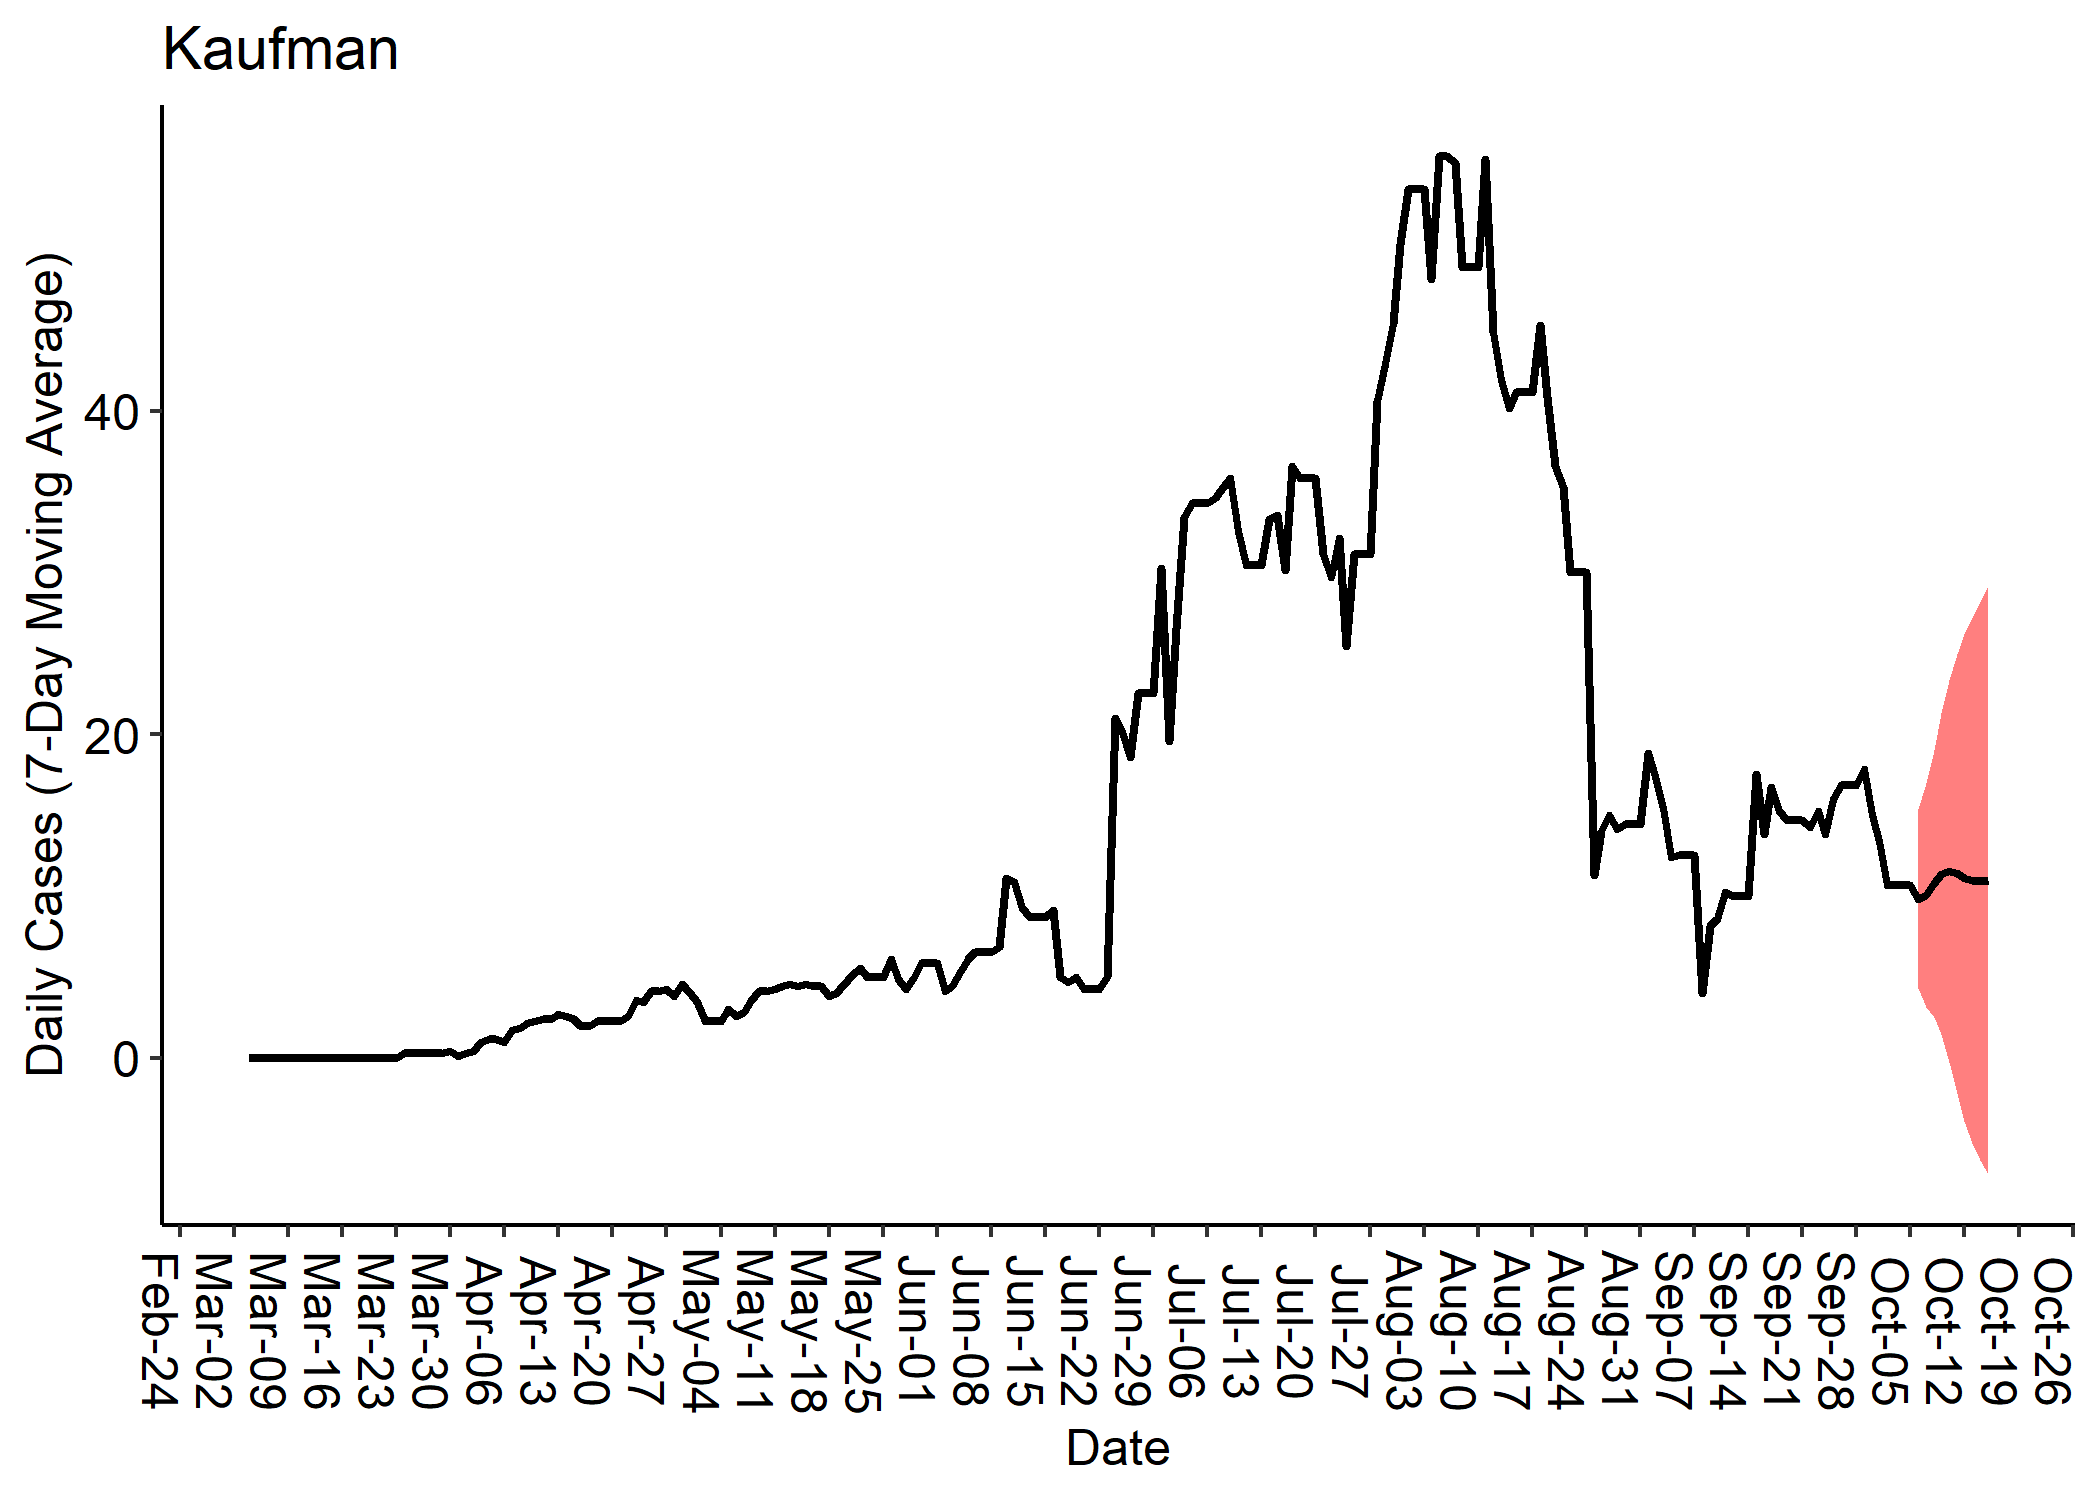 Kaufman
Daily Cases (7-Day Moving Average)
40
20
0
Feb-24
Mar-02
Mar-09
Mar-16
Mar-23
Mar-30
Apr-06
Apr-13
Apr-20
Apr-27
May-04
May-11
May-18
May-25
Jun-01
Jun-08
Jun-15
Jun-22
Jun-29
Jul-06
Jul-13
Jul-20
Jul-27
Aug-03
Aug-10
Aug-17
Aug-24
Aug-31
Sep-07
Sep-14
Sep-21
Sep-28
Oct-05
Oct-12
Oct-19
Oct-26
Date